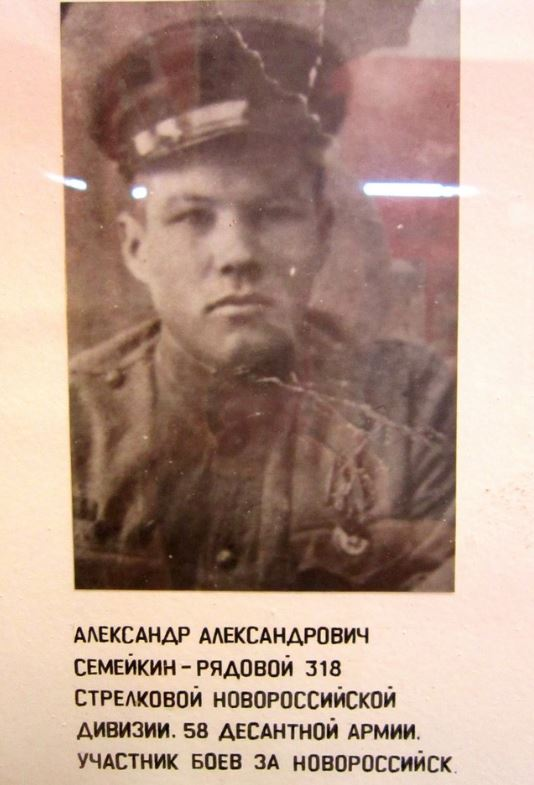 АЛЕКСАНДР АЛЕКСАНДРОВИЧ
СЕМЕЙКИН - РЯДОВОЙ 318
СТРЕЛКОВОЙ НОВОРОССИЙСКОЙ
ДИВИЗИИ. 58 ДЕСАНТНОЙ АРМИИ.
УЧАСТНИК БОЕВ ЗА НОВОРОССИЙСК.